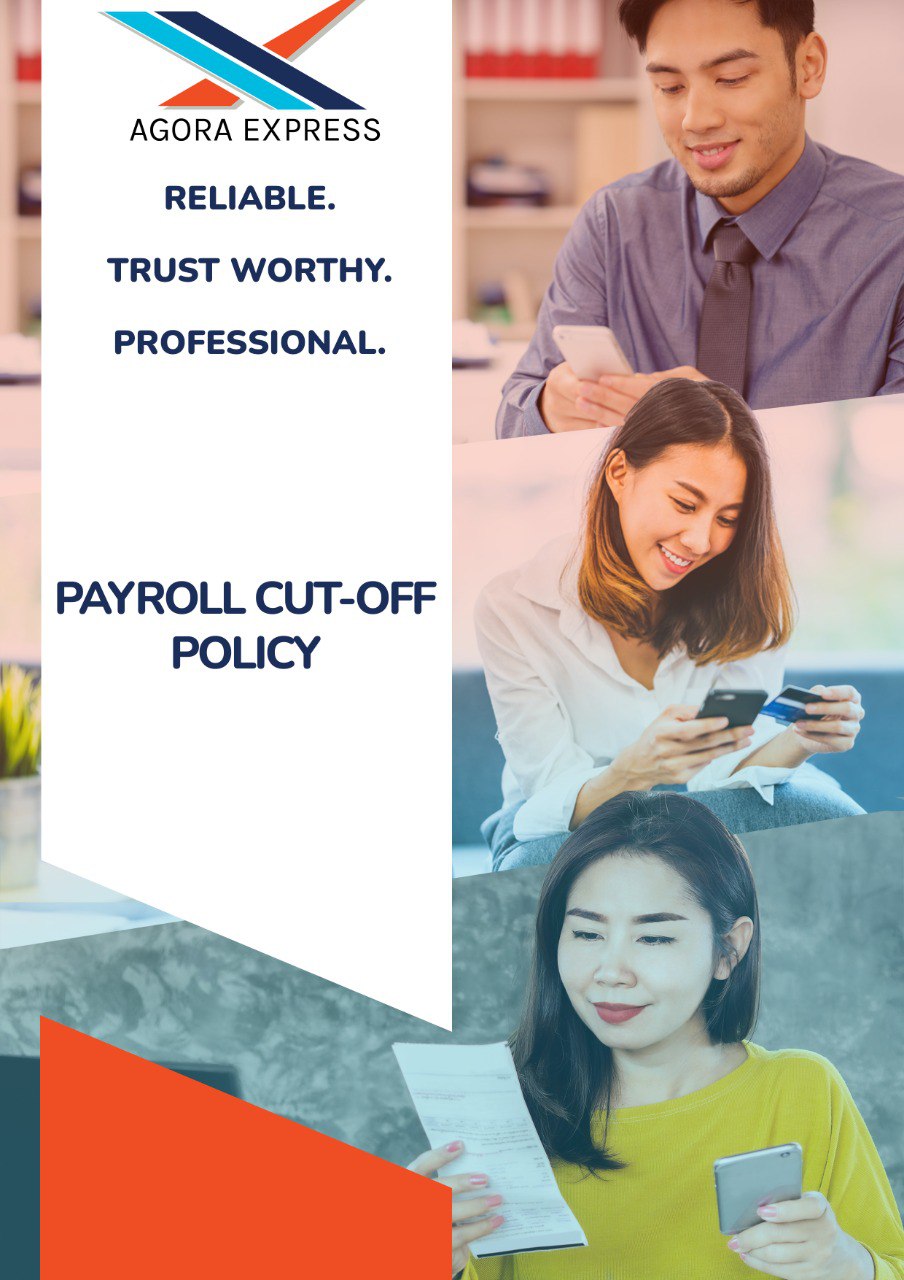 AGORA EXPRESS
RELIABLE.
TRUST WORTHY.
PROFESSIONAL.
PAYROLL CUT-OFF
POLICY